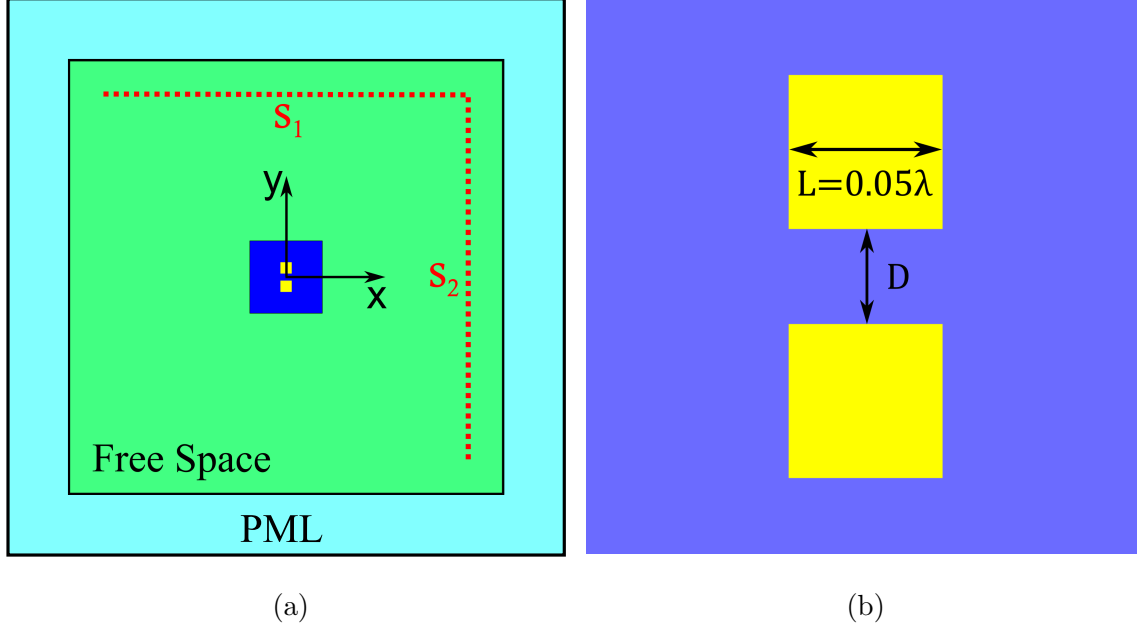 S₁
y
S₂
x
Free Space
PML
(a)
L=0.05λ
D
(b)